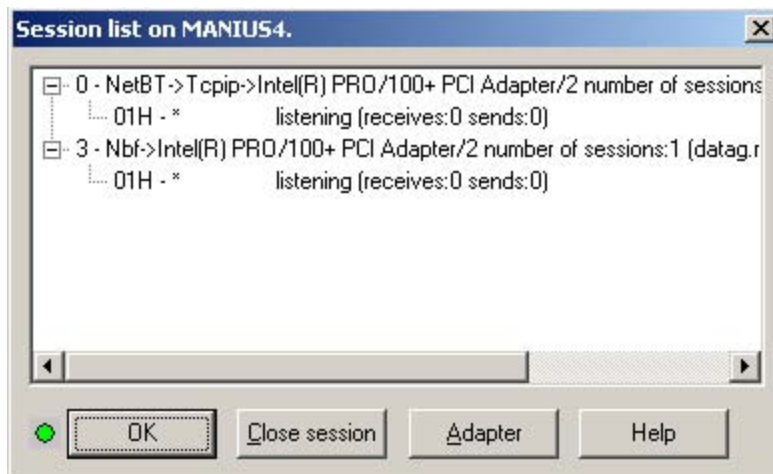 Session list on MANIUS4.
0 - NetBT->Tcpip->Intel(R) PRO/100+ PCI Adapter/2 number of sessions
01H - * listening (receives:0 sends:0)
3 - Nbf->Intel(R) PRO/100+ PCI Adapter/2 number of sessions:1 (datag.r
01H - * listening (receives:0 sends:0)
OK Close session Adapter Help